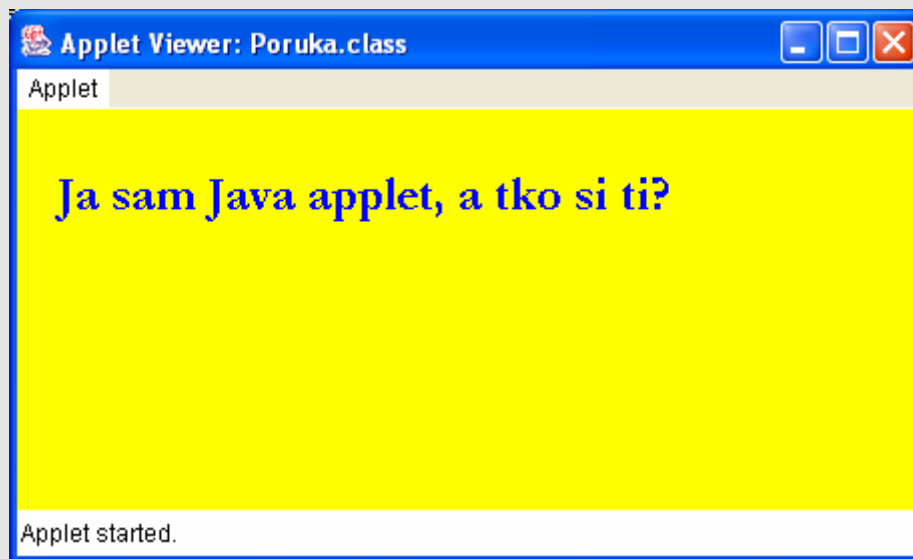 Applet Viewer: Poruka.class
Applet
Ja sam Java applet, a tko si ti?
Applet started.